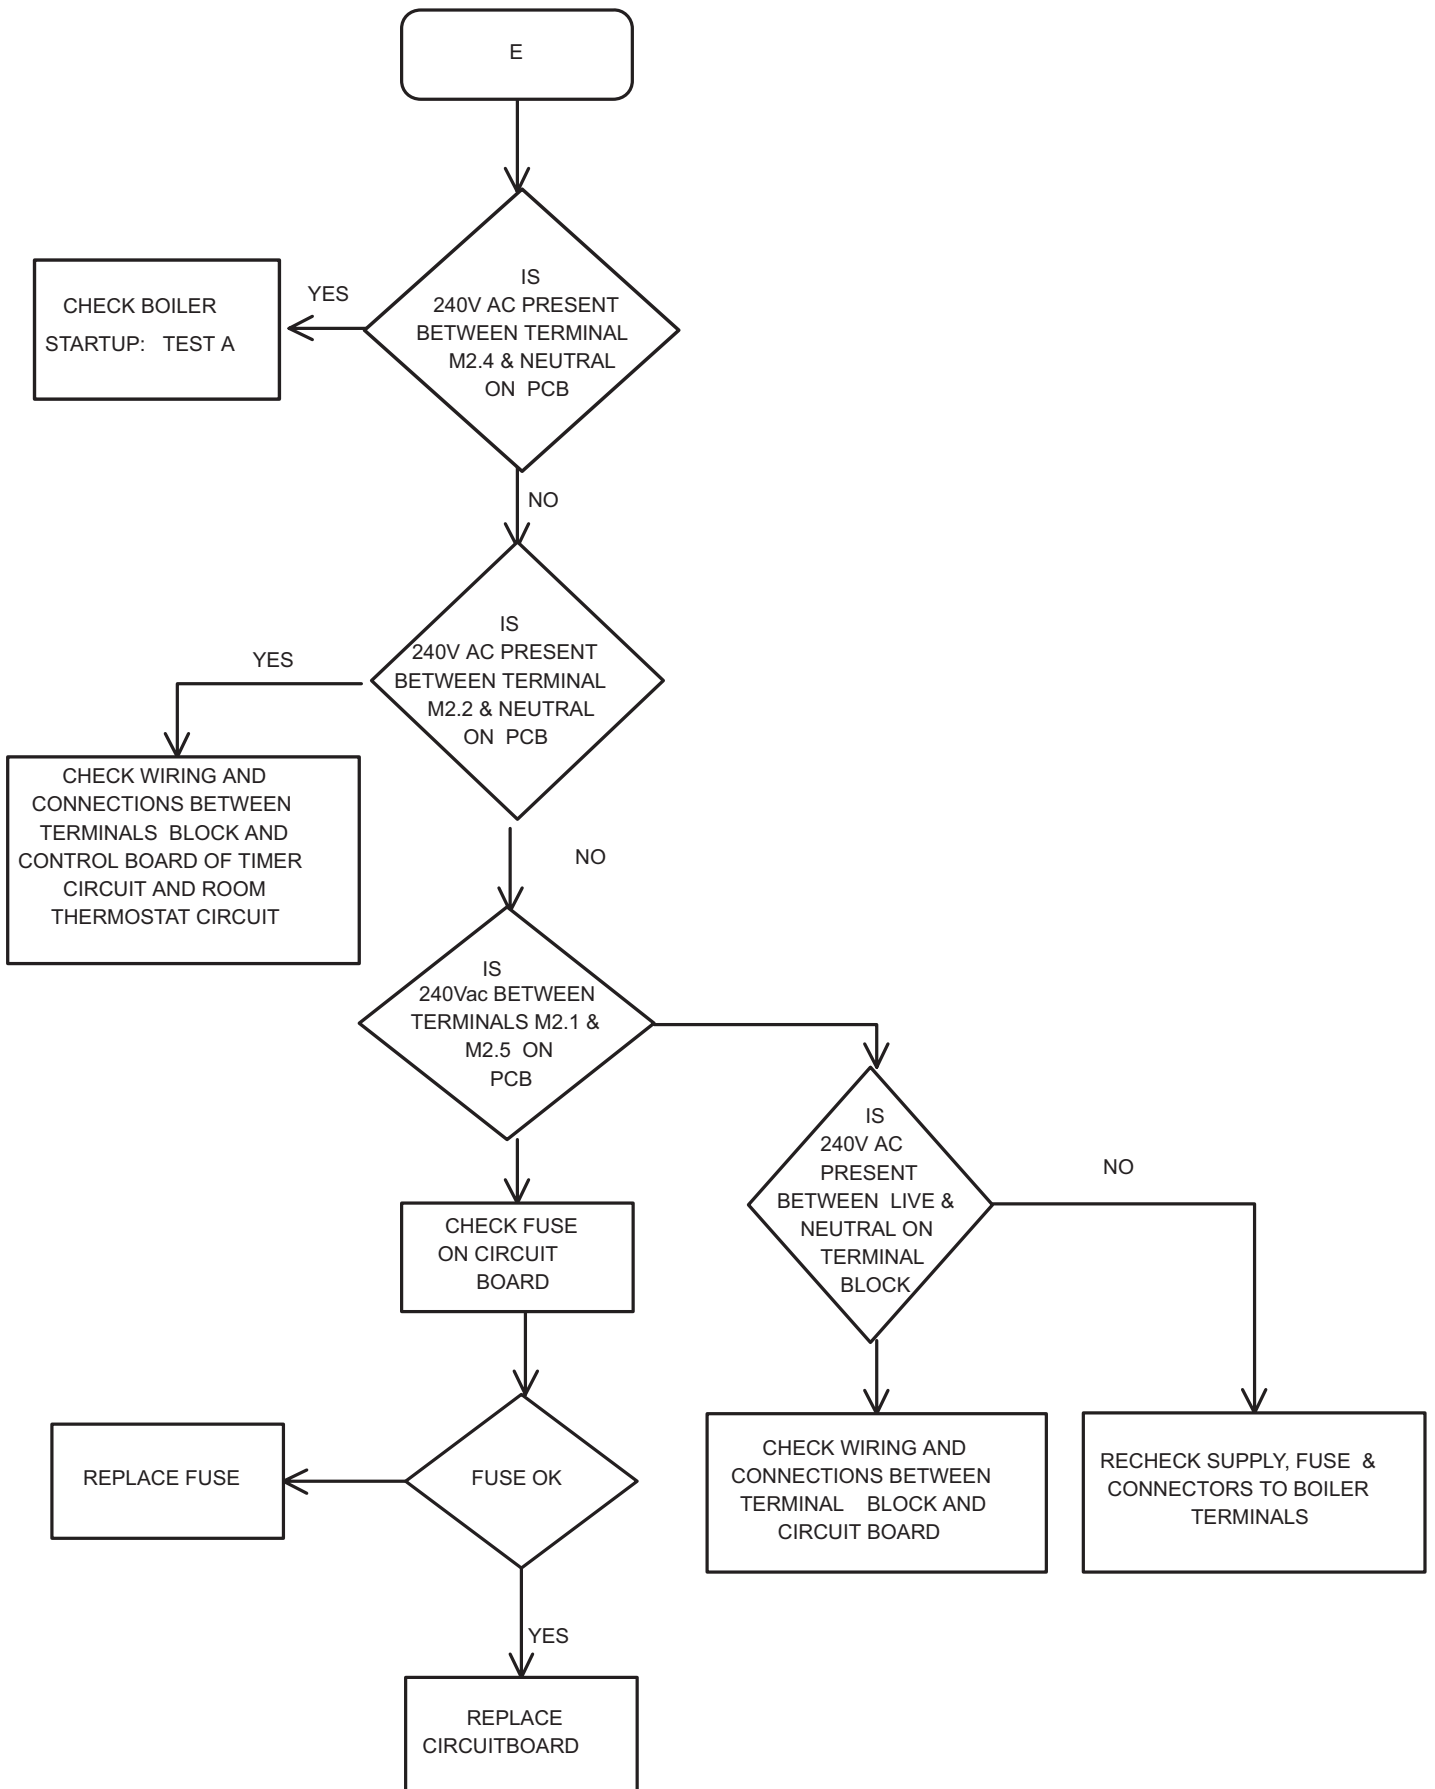 E
IS
240V AC PRESENT
BETWEEN TERMINAL
M2.4 & NEUTRAL
ON PCB
YES
CHECK BOILER
STARTUP: TEST A
NO
IS
240V AC PRESENT
BETWEEN TERMINAL
M2.2 & NEUTRAL
ON PCB
YES
CHECK WIRING AND
CONNECTIONS BETWEEN
TERMINALS BLOCK AND
CONTROL BOARD OF TIMER
CIRCUIT AND ROOM
THERMOSTAT CIRCUIT
NO
IS
240Vac BETWEEN
TERMINALS M2.1 &
M2.5 ON
PCB
IS
240V AC
PRESENT
BETWEEN LIVE &
NEUTRAL ON
TERMINAL
BLOCK
NO
CHECK FUSE
ON CIRCUIT
BOARD
FUSE OK
REPLACE FUSE
CHECK WIRING AND
CONNECTIONS BETWEEN
TERMINAL BLOCK AND
CIRCUIT BOARD
RECHECK SUPPLY, FUSE &
CONNECTORS TO BOILER
TERMINALS
YES
REPLACE
CIRCUITBOARD